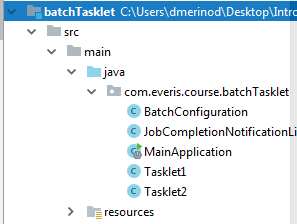 batchTasklet C:\Users\dmerinod\Desktop\Intro
src
main
java
com.everis.course.batchTasklet
BatchConfiguration
JobCompletionNotificationLi
MainApplication
Tasklet1
Tasklet2
resources